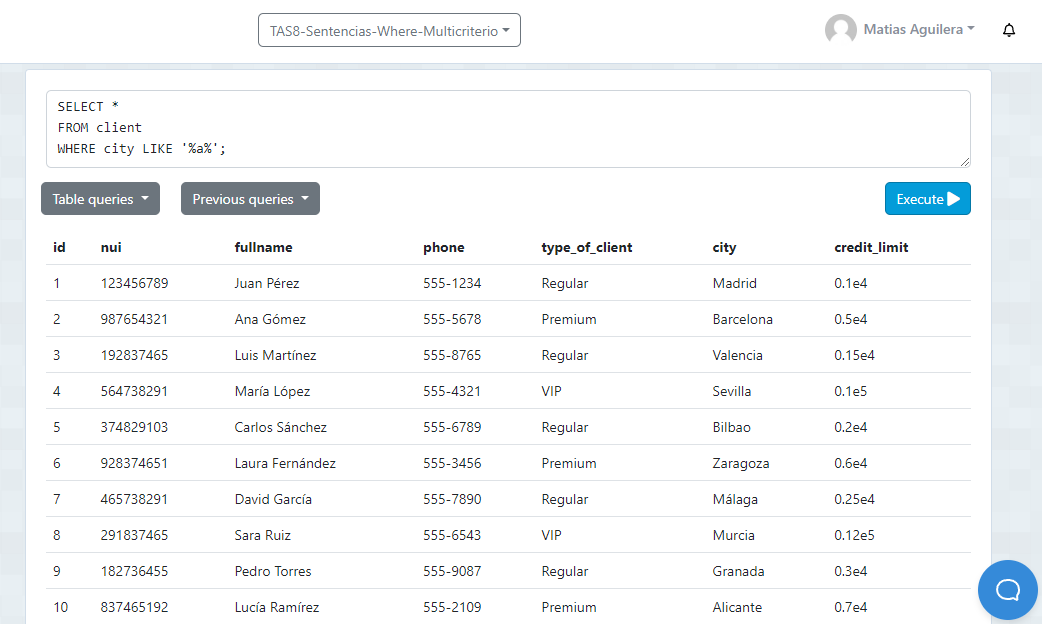 TAS8-Sentencias-Where-Multicriterio
Matias Aguilera
SELECT *
FROM client
WHERE city LIKE '%a%';
Table queries
Previous queries
Execute
id nui fullname phone type_of_client city credit_limit
1 123456789 Juan Pérez 555-1234 Regular Madrid 0.1e4
2 987654321 Ana Gómez 555-5678 Premium Barcelona 0.5e4
3 192837465 Luis Martínez 555-8765 Regular Valencia 0.15e4
4 564738291 María López 555-4321 VIP Sevilla 0.1e5
5 374829103 Carlos Sánchez 555-6789 Regular Bilbao 0.2e4
6 928374651 Laura Fernández 555-3456 Premium Zaragoza 0.6e4
7 465738291 David García 555-7890 Regular Málaga 0.25e4
8 291837465 Sara Ruiz 555-6543 VIP Murcia 0.12e5
9 182736455 Pedro Torres 555-9087 Regular Granada 0.3e4
10 837465192 Lucía Ramírez 555-2109 Premium Alicante 0.7e4